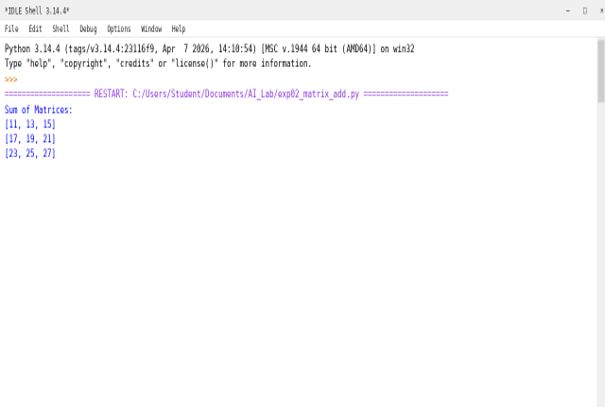 *IDLE Shell 3.14.4*
File Edit Shell Debug Options Window Help
Python 3.14.4 (tags/v3.14.4:23116f9, Apr  7 2026, 14:10:54) [MSC v.1944 64 bit (AMD64)] on win32
Type "help", "copyright", "credits" or "license()" for more information.
>>>
==================== RESTART: C:/Users/Student/Documents/AI_Lab/exp02_matrix_add.py ====================
Sum of Matrices:
[11, 13, 15]
[17, 19, 21]
[23, 25, 27]